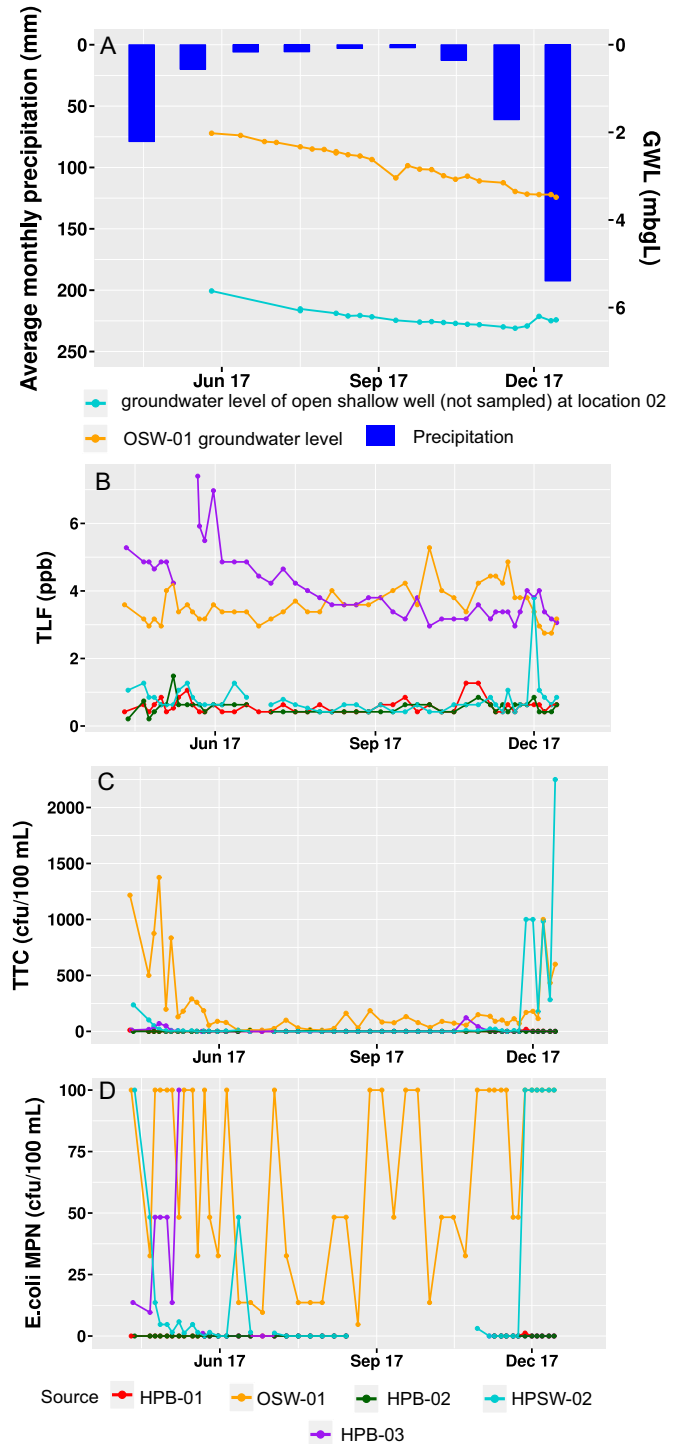 A
Average monthly precipitation (mm)
0
50
100
150
200
250
GWL (mbgL)
-0
-2
-4
-6
Jun 17 Sep 17 Dec 17
groundwater level of open shallow well (not sampled) at location 02
OSW-01 groundwater level Precipitation
B
TLF (ppb)
6
4
2
0
Jun 17 Sep 17 Dec 17
C
TTC (cfu/100 mL)
2000
1500
1000
500
0
Jun 17 Sep 17 Dec 17
D
E.coli MPN (cfu/100 mL)
100
75
50
25
0
Jun 17 Sep 17 Dec 17
Source HPB-01 OSW-01 HPB-02 HPSW-02
HPB-03